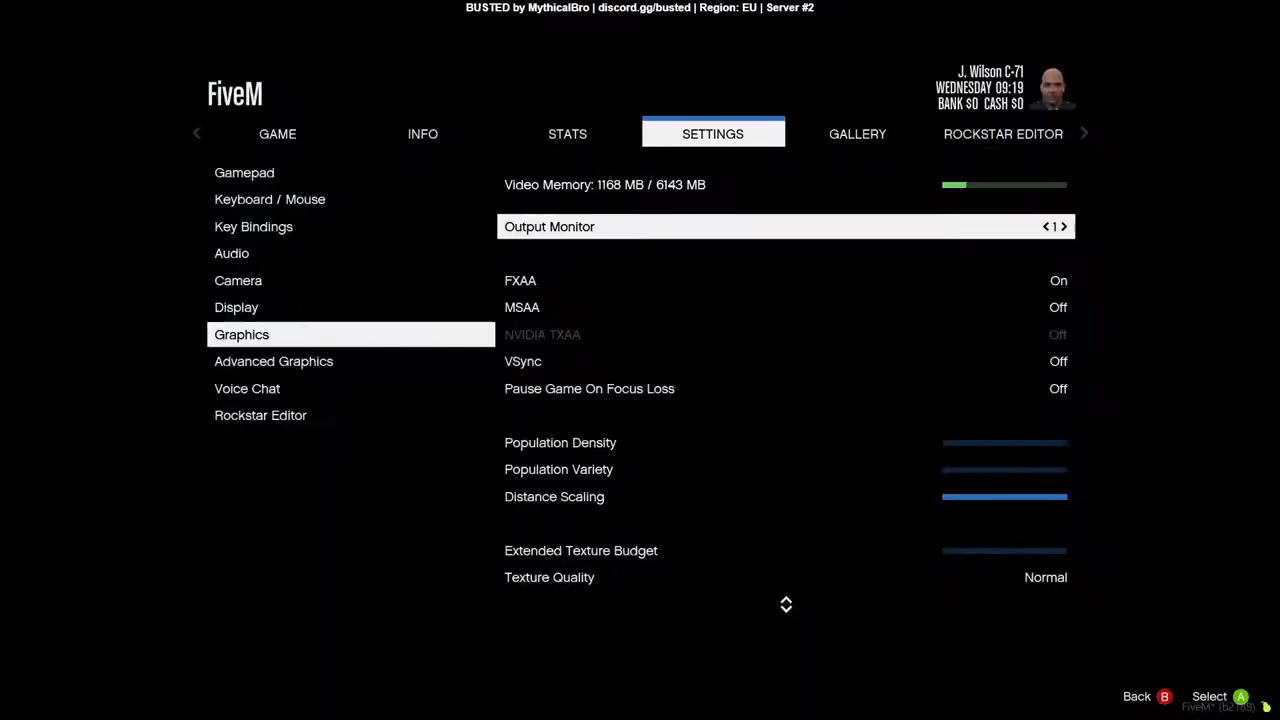 BUSTED by MythicalBro | discord.gg/busted | Region: EU | Server #2
FiveM
J. Wilson C-71
WEDNESDAY 09:19
BANK $0 CASH $0
GAME INFO STATS SETTINGS GALLERY ROCKSTAR EDITOR
Gamepad
Keyboard / Mouse
Key Bindings
Audio
Camera
Display
Graphics
Advanced Graphics
Voice Chat
Rockstar Editor
Video Memory: 1168 MB / 6143 MB
Output Monitor 1
FXAA On
MSAA Off
NVIDIA TXAA Off
VSync Off
Pause Game On Focus Loss Off
Population Density
Population Variety
Distance Scaling
Extended Texture Budget
Texture Quality Normal
Back B Select A
FiveM*